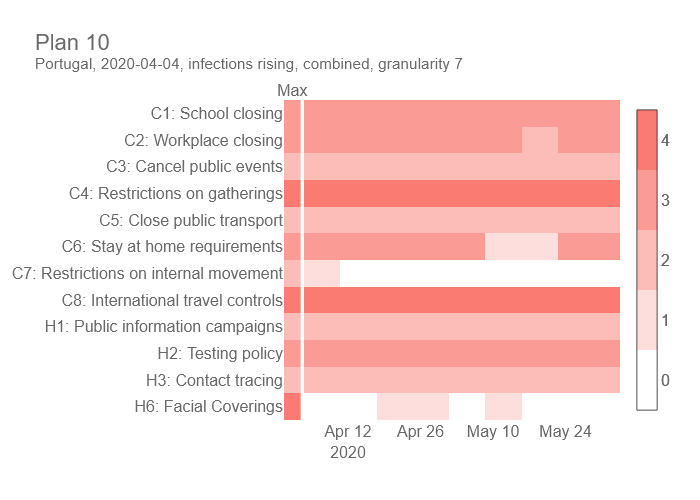 Plan 10
Portugal, 2020-04-04, infections rising, combined, granularity 7
Max
C1: School closing
C2: Workplace closing
C3: Cancel public events
C4: Restrictions on gatherings
C5: Close public transport
C6: Stay at home requirements
C7: Restrictions on internal movement
C8: International travel controls
H1: Public information campaigns
H2: Testing policy
H3: Contact tracing
H6: Facial Coverings
Apr 12 Apr 26 May 10 May 24
2020
4
3
2
1
0